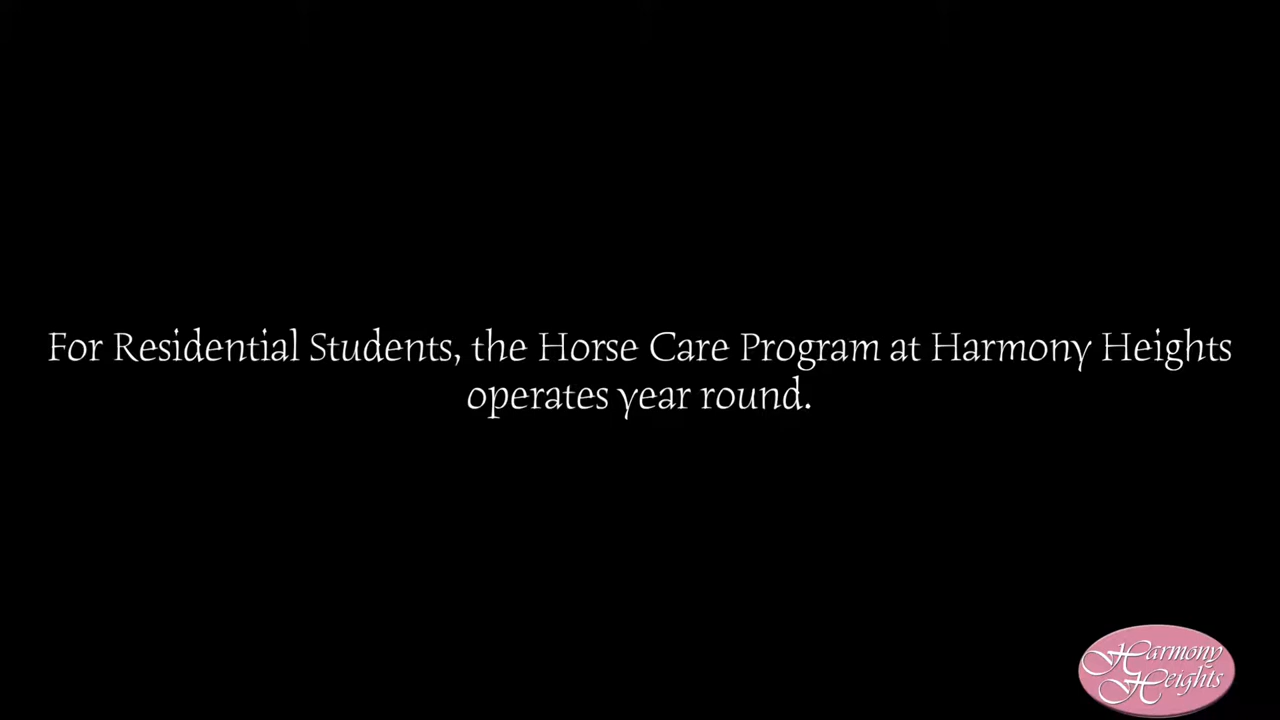 For Residential Students, the Horse Care Program at Harmony Heights
operates year round.
Harmony
Heights